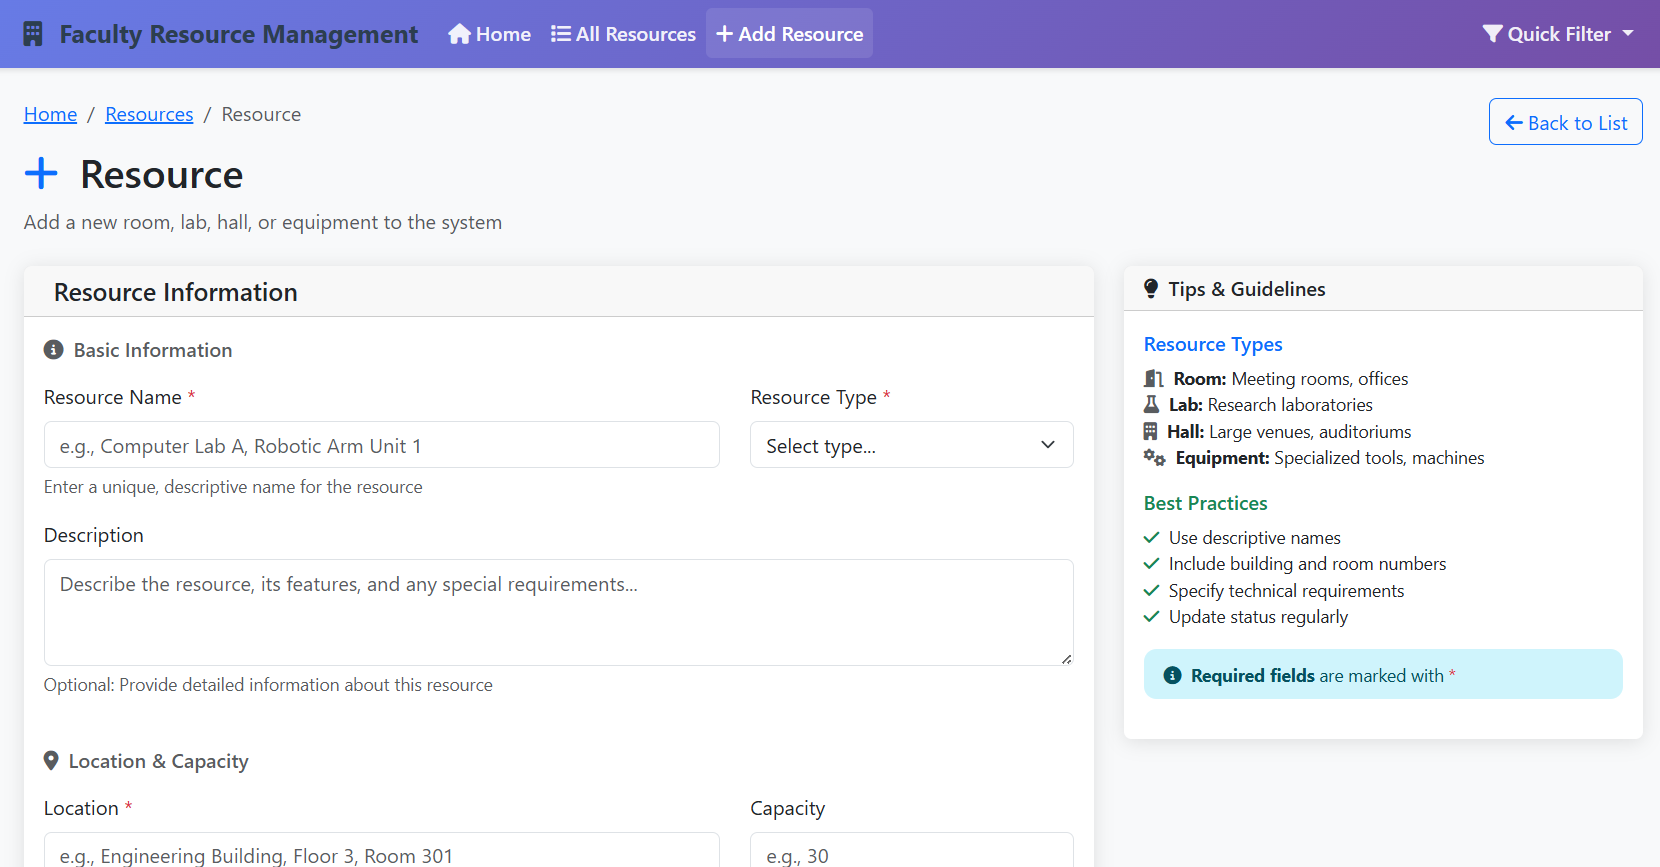 Faculty Resource Management Home All Resources Add Resource Quick Filter
Home / Resources / Resource
Back to List
Resource
Add a new room, lab, hall, or equipment to the system
Resource Information
Basic Information
Resource Name * Resource Type *
e.g., Computer Lab A, Robotic Arm Unit 1 Select type...
Enter a unique, descriptive name for the resource
Description
Describe the resource, its features, and any special requirements...
Optional: Provide detailed information about this resource
Location & Capacity
Location * Capacity
e.g., Engineering Building, Floor 3, Room 301 e.g., 30
Tips & Guidelines
Resource Types
Room: Meeting rooms, offices
Lab: Research laboratories
Hall: Large venues, auditoriums
Equipment: Specialized tools, machines
Best Practices
Use descriptive names
Include building and room numbers
Specify technical requirements
Update status regularly
Required fields are marked with *